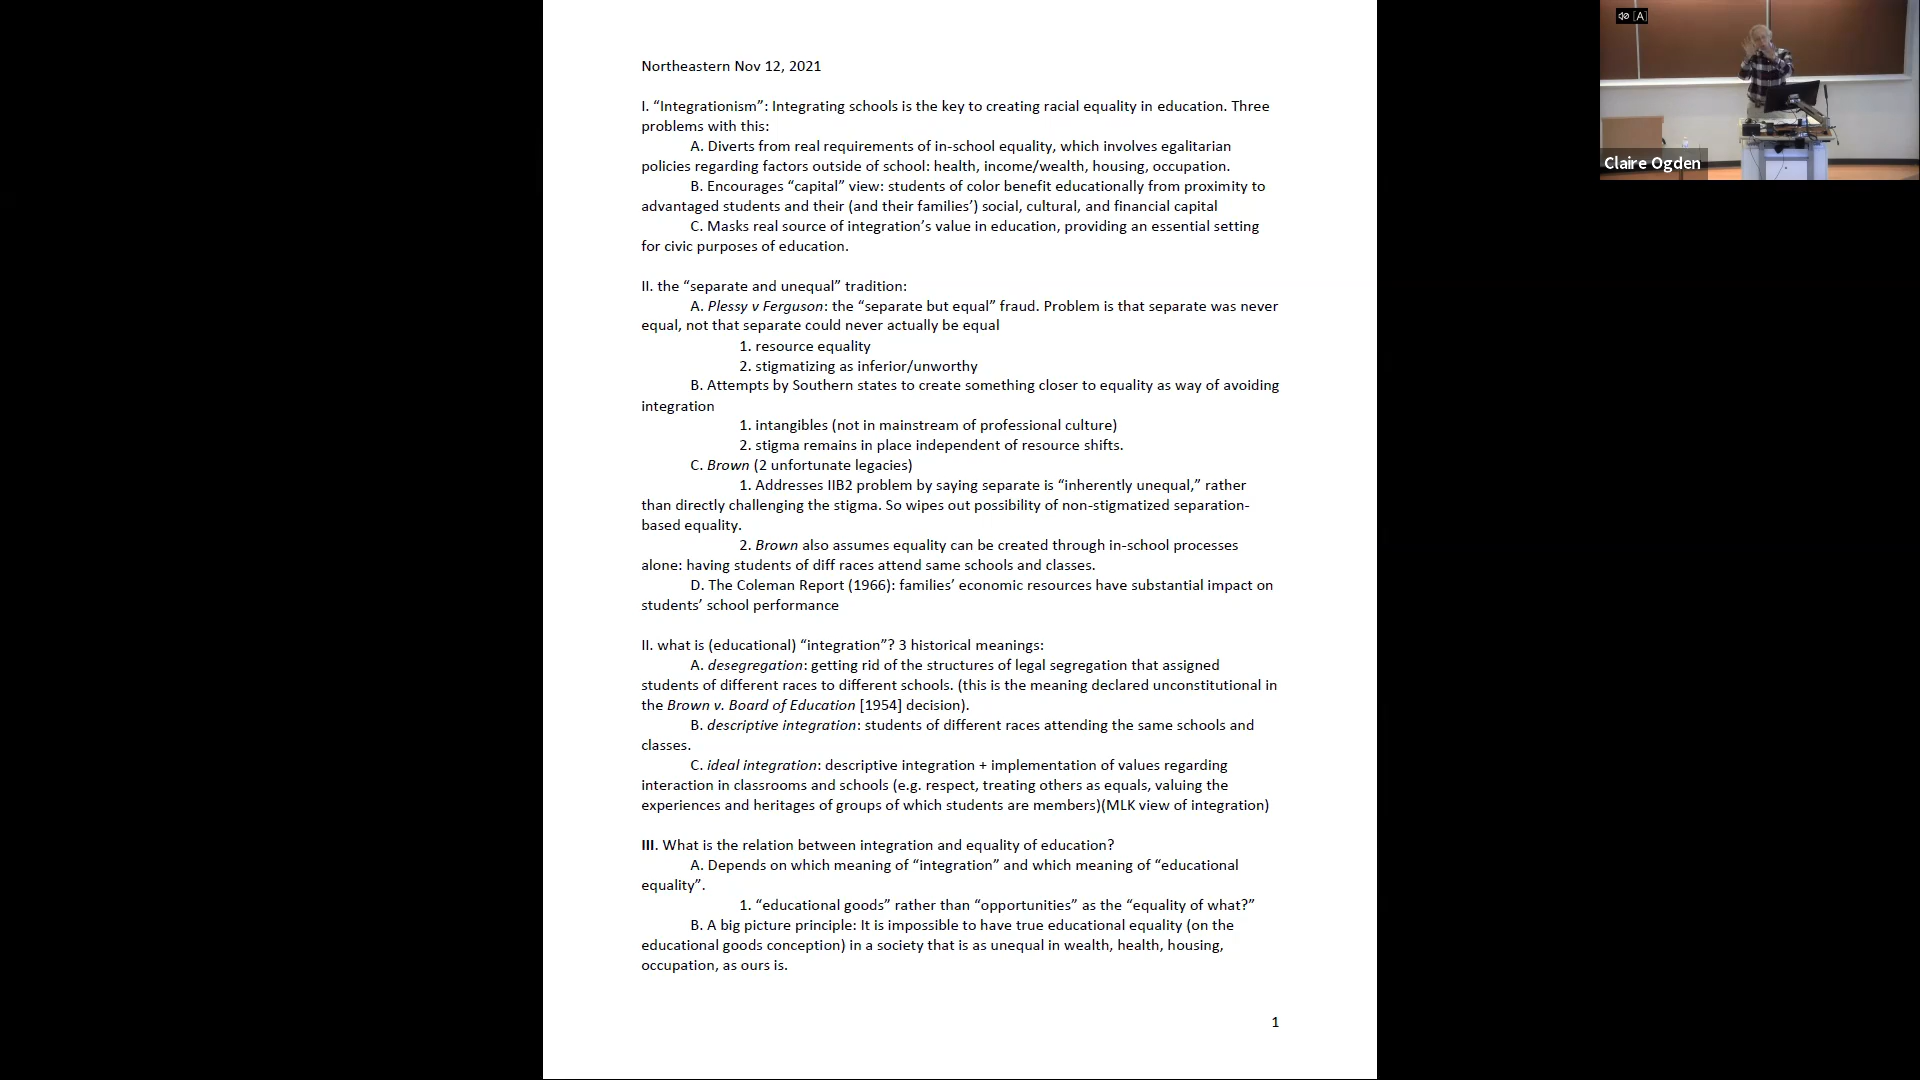 Northeastern Nov 12, 2021
I. “Integrationism”: Integrating schools is the key to creating racial equality in education. Three
problems with this:
A. Diverts from real requirements of in-school equality, which involves egalitarian
policies regarding factors outside of school: health, income/wealth, housing, occupation.
B. Encourages “capital” view: students of color benefit educationally from proximity to
advantaged students and their (and their families’) social, cultural, and financial capital
C. Masks real source of integration’s value in education, providing an essential setting
for civic purposes of education.
II. the “separate and unequal” tradition:
A. Plessy v Ferguson: the “separate but equal” fraud. Problem is that separate was never
equal, not that separate could never actually be equal
1. resource equality
2. stigmatizing as inferior/unworthy
B. Attempts by Southern states to create something closer to equality as way of avoiding
integration
1. intangibles (not in mainstream of professional culture)
2. stigma remains in place independent of resource shifts.
C. Brown (2 unfortunate legacies)
1. Addresses IIB2 problem by saying separate is “inherently unequal,” rather
than directly challenging the stigma. So wipes out possibility of non-stigmatized separation-
based equality.
2. Brown also assumes equality can be created through in-school processes
alone: having students of diff races attend same schools and classes.
D. The Coleman Report (1966): families’ economic resources have substantial impact on
students’ school performance
II. what is (educational) “integration”? 3 historical meanings:
A. desegregation: getting rid of the structures of legal segregation that assigned
students of different races to different schools. (this is the meaning declared unconstitutional in
the Brown v. Board of Education [1954] decision).
B. descriptive integration: students of different races attending the same schools and
classes.
C. ideal integration: descriptive integration + implementation of values regarding
interaction in classrooms and schools (e.g. respect, treating others as equals, valuing the
experiences and heritages of groups of which students are members)(MLK view of integration)
III. What is the relation between integration and equality of education?
A. Depends on which meaning of “integration” and which meaning of “educational
equality”.
1. “educational goods” rather than “opportunities” as the “equality of what?”
B. A big picture principle: It is impossible to have true educational equality (on the
educational goods conception) in a society that is as unequal in wealth, health, housing,
occupation, as ours is.
1
[A]
Claire Ogden